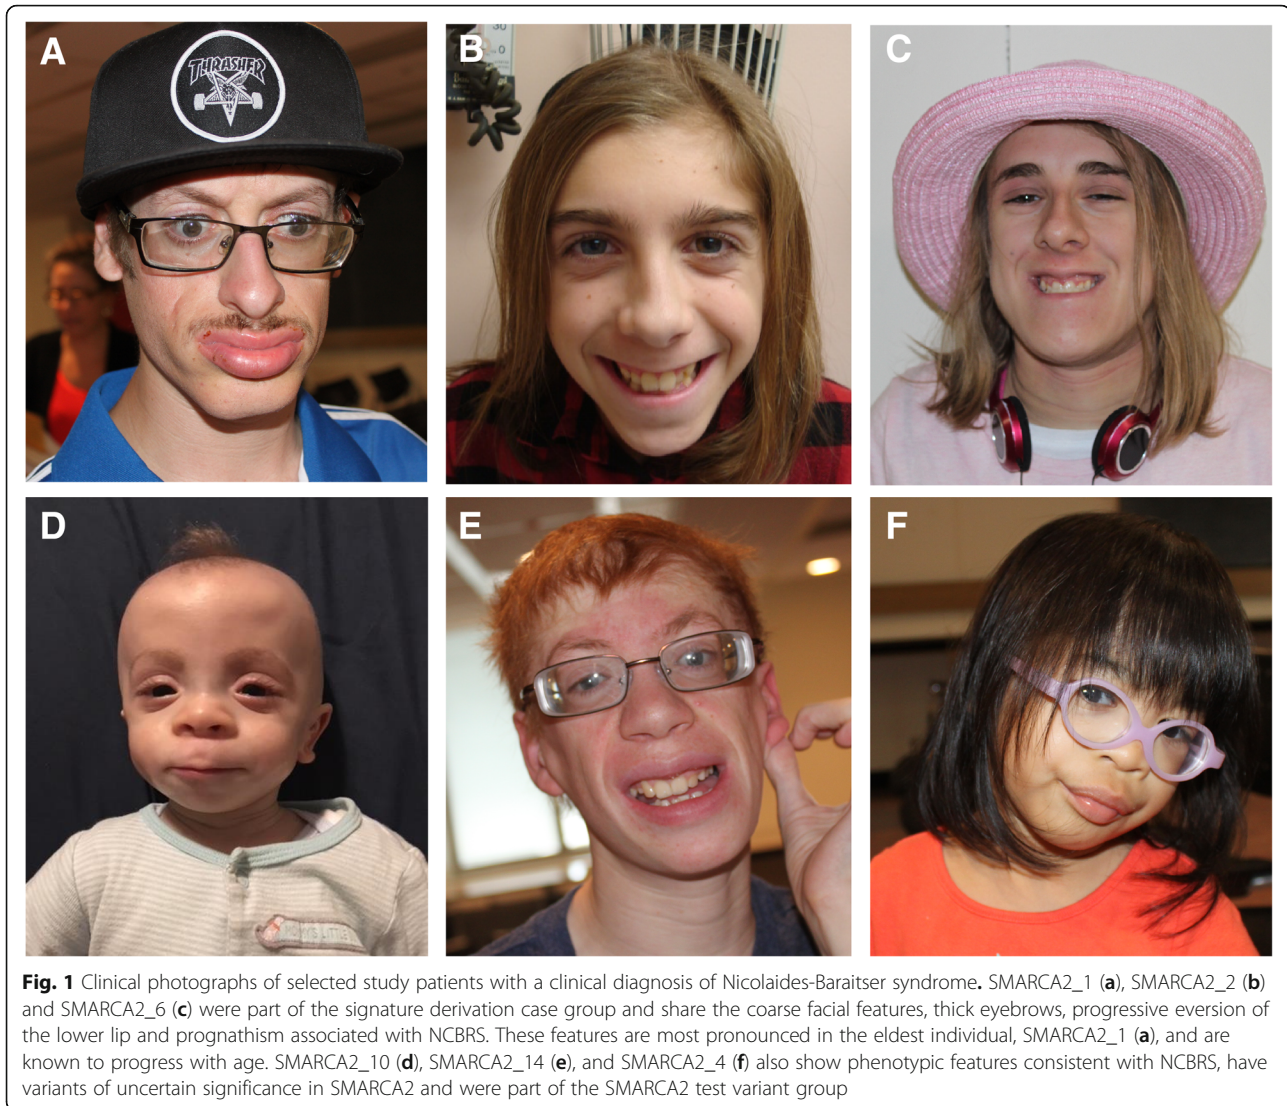 A
B
C
THRASHER
30
0
D
E
F
MOMMY'S LITTLE
Fig. 1 Clinical photographs of selected study patients with a clinical diagnosis of Nicolaides-Baraitser syndrome. SMARCA2_1 (a), SMARCA2_2 (b)
and SMARCA2_6 (c) were part of the signature derivation case group and share the coarse facial features, thick eyebrows, progressive eversion of
the lower lip and prognathism associated with NCBRS. These features are most pronounced in the eldest individual, SMARCA2_1 (a), and are
known to progress with age. SMARCA2_10 (d), SMARCA2_14 (e), and SMARCA2_4 (f) also show phenotypic features consistent with NCBRS, have
variants of uncertain significance in SMARCA2 and were part of the SMARCA2 test variant group